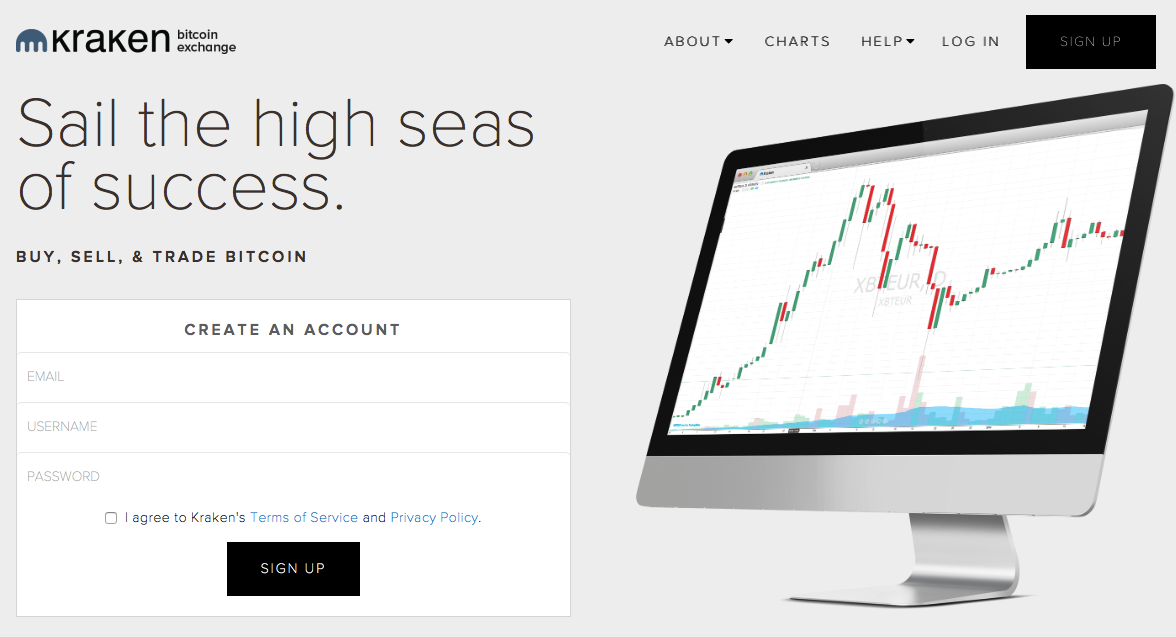 kraken bitcoin
exchange
ABOUT
CHARTS
HELP
LOG IN
SIGN UP
Sail the high seas
of success.
BUY, SELL, & TRADE BITCOIN
CREATE AN ACCOUNT
EMAIL
USERNAME
PASSWORD
I agree to Kraken's Terms of Service and Privacy Policy.
SIGN UP
Kraken
XBTEUR, D
XBTEUR